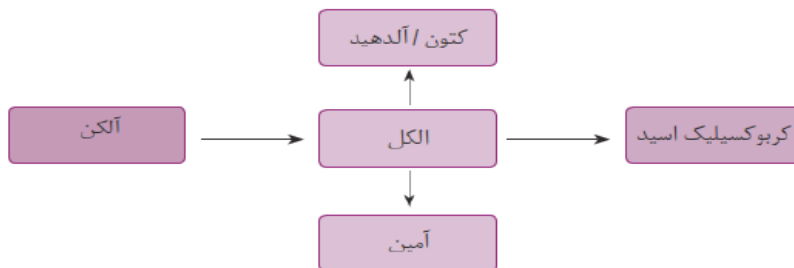 کتون / آلدهید
کربوکسیلیک اسید
الکل
آلکن
آمین